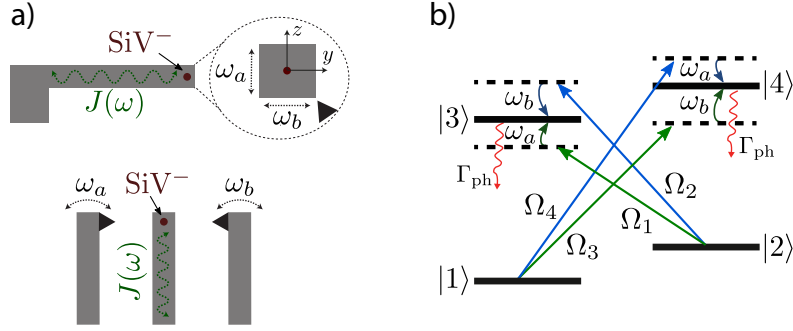 a)
SiV⁻
J(ω)
ω_a
z
y
ω_b
SiV⁻
ω_a
ω_b
J(ω)
b)
|3⟩
ω_b
ω_a
Γ_ph
ω_a
ω_b
|4⟩
Γ_ph
Ω_4
Ω_3
Ω_2
Ω_1
|1⟩
|2⟩